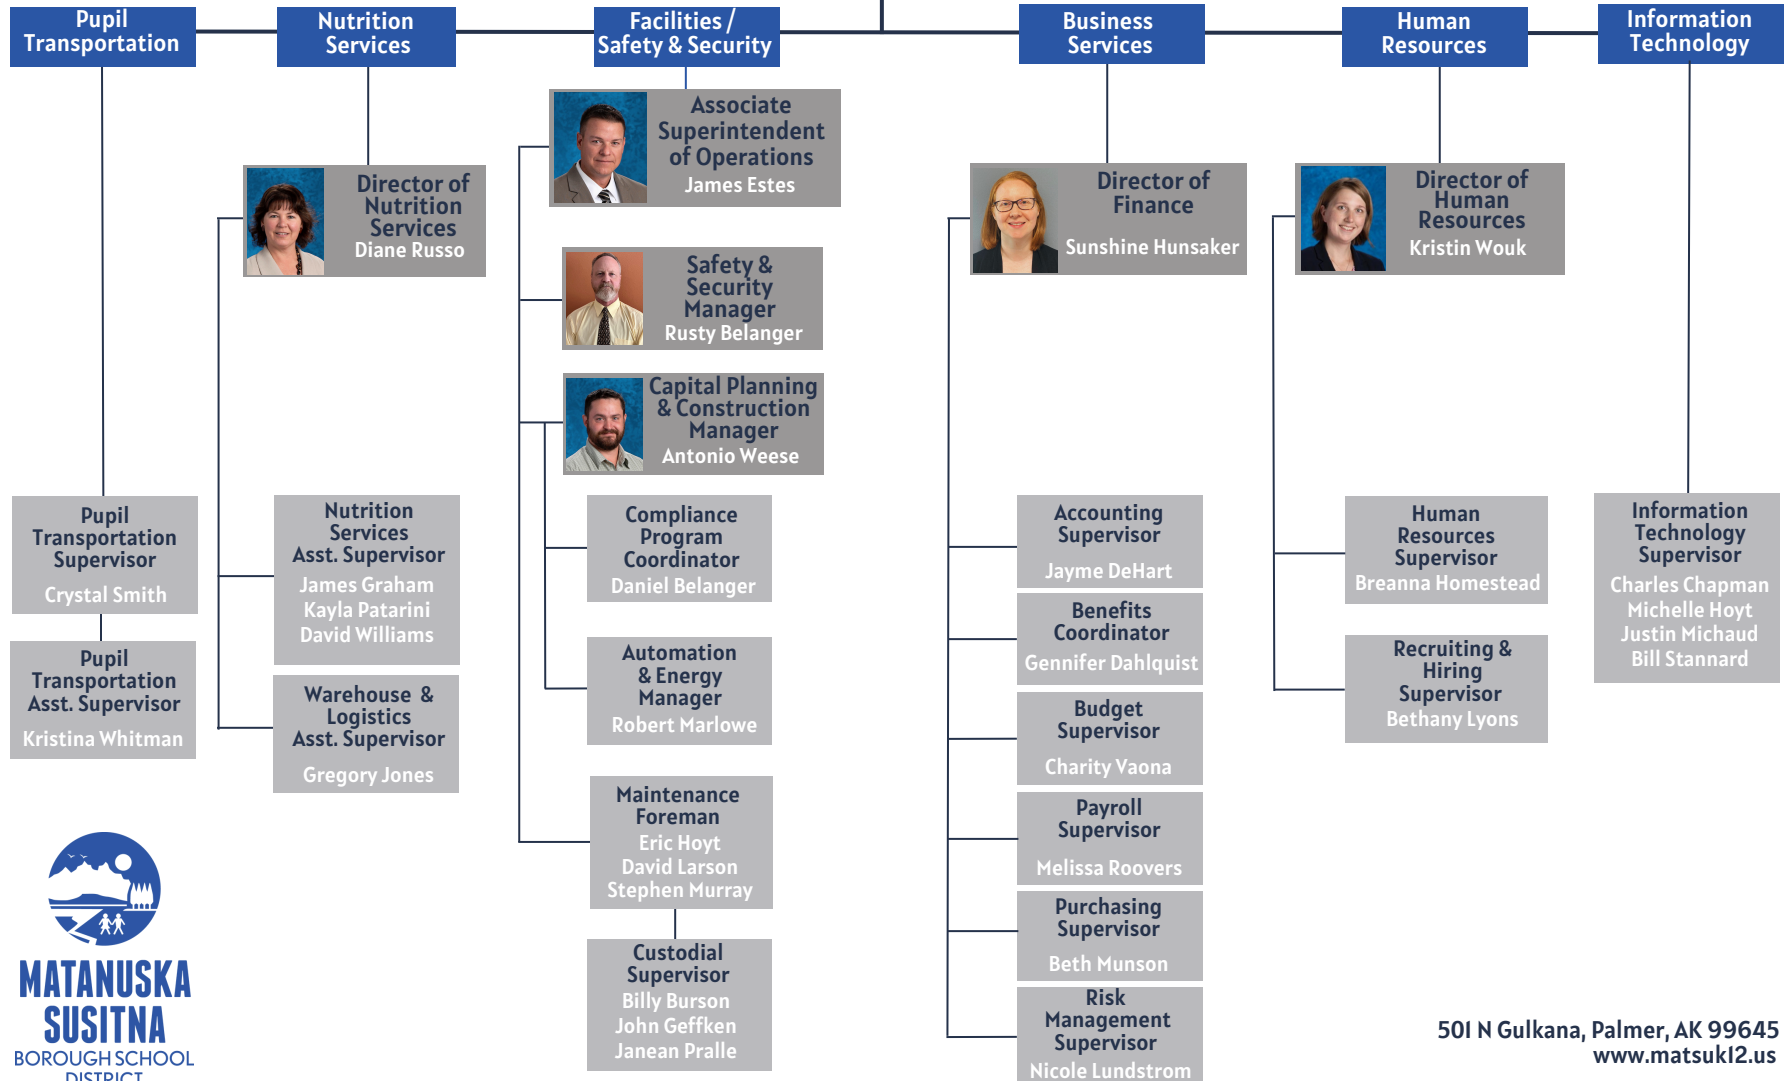 Pupil
Transportation
Nutrition
Services
Facilities /
Safety & Security
Business
Services
Human
Resources
Information
Technology
Associate
Superintendent
of Operations
James Estes
Director of
Nutrition
Services
Diane Russo
Director of
Finance
Sunshine Hunsaker
Director of
Human
Resources
Kristin Wouk
Safety &
Security
Manager
Rusty Belanger
Capital Planning
& Construction
Manager
Antonio Weese
Pupil
Transportation
Supervisor
Crystal Smith
Pupil
Transportation
Asst. Supervisor
Kristina Whitman
Nutrition
Services
Asst. Supervisor
James Graham
Kayla Patarini
David Williams
Warehouse &
Logistics
Asst. Supervisor
Gregory Jones
Compliance
Program
Coordinator
Daniel Belanger
Automation
& Energy
Manager
Robert Marlowe
Maintenance
Foreman
Eric Hoyt
David Larson
Stephen Murray
Custodial
Supervisor
Billy Burson
John Geffken
Janean Pralle
Accounting
Supervisor
Jayme DeHart
Benefits
Coordinator
Gennifer Dahlquist
Budget
Supervisor
Charity Vaona
Payroll
Supervisor
Melissa Roovers
Purchasing
Supervisor
Beth Munson
Risk
Management
Supervisor
Nicole Lundstrom
Human
Resources
Supervisor
Breanna Homestead
Recruiting &
Hiring
Supervisor
Bethany Lyons
Information
Technology
Supervisor
Charles Chapman
Michelle Hoyt
Justin Michaud
Bill Stannard
MATANUSKA
SUSITNA
BOROUGH SCHOOL
DISTRICT
501 N Gulkana, Palmer, AK 99645
www.matsuk12.us